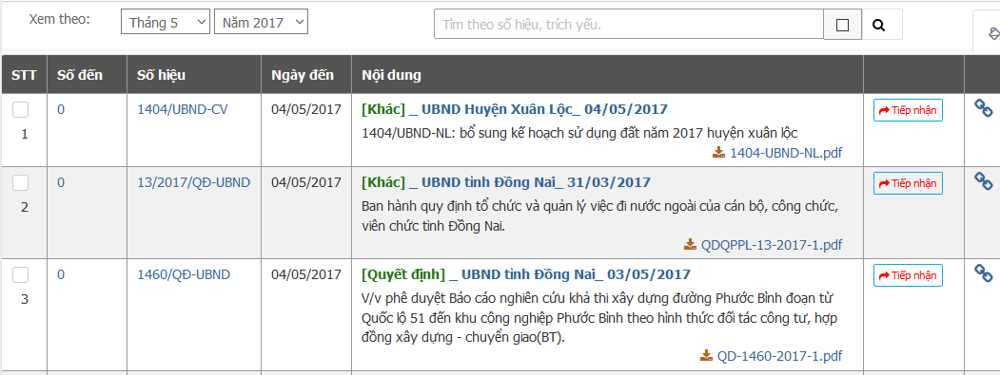 Xem theo: Tháng 5 Năm 2017 Tìm theo số hiệu, trích yếu.
STT Số đến Số hiệu Ngày đến Nội dung
1 0 1404/UBND-CV 04/05/2017 [Khác] _ UBND Huyện Xuân Lộc_ 04/05/2017 Tiếp nhận
1404/UBND-NL: bổ sung kế hoạch sử dụng đất năm 2017 huyện xuân lộc
1404-UBND-NL.pdf
2 0 13/2017/QĐ-UBND 04/05/2017 [Khác] _ UBND tỉnh Đồng Nai_ 31/03/2017 Tiếp nhận
Ban hành quy định tổ chức và quản lý việc đi nước ngoài của cán bộ, công chức,
viên chức tỉnh Đồng Nai.
QDQPPL-13-2017-1.pdf
3 0 1460/QĐ-UBND 04/05/2017 [Quyết định] _ UBND tỉnh Đồng Nai_ 03/05/2017 Tiếp nhận
V/v phê duyệt Báo cáo nghiên cứu khả thi xây dựng đường Phước Bình đoạn từ
Quốc lộ 51 đến khu công nghiệp Phước Bình theo hình thức đối tác công tư, hợp
đồng xây dựng - chuyển giao(BT).
QD-1460-2017-1.pdf